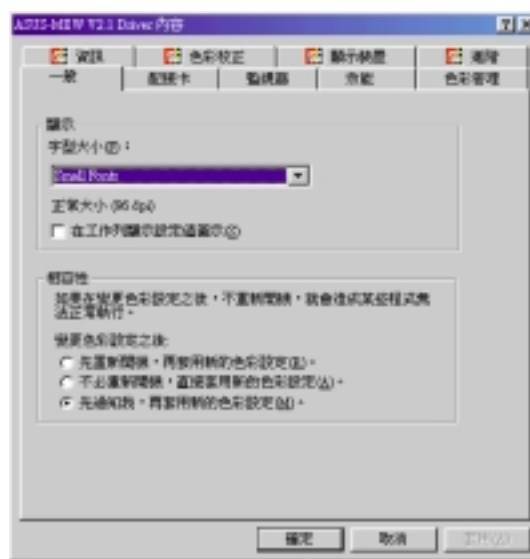 ASUS-MEW V2.1 Driver 內容
資訊 色彩校正 顯示裝置 進階
一般 配接卡 監視器 效能 色彩管理
顯示
字型大小(F)：
Small Fonts
正常大小 (96 dpi)
在工作列顯示設定值圖示(S)
相容性
如果在變更色彩設定之後，不重新開機，就會造成某些程式無
法正常執行。
變更色彩設定之後:
先重新開機，再套用新的色彩設定(R)。
不必重新開機，直接套用新的色彩設定(A)。
先通知我，再套用新的色彩設定(M)。
確定 取消 套用(A)